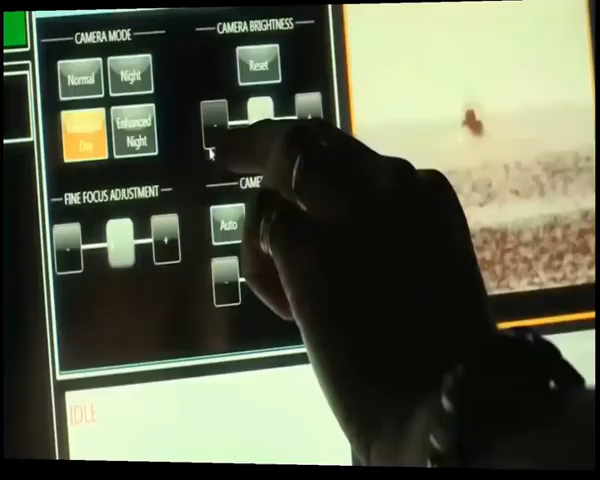 CAMERA MODE
CAMERA BRIGHTNESS
Normal
Night
Reset
Day
Enhanced
Night
-
FINE FOCUS ADJUSTMENT
Auto
-
+
-
IDLE